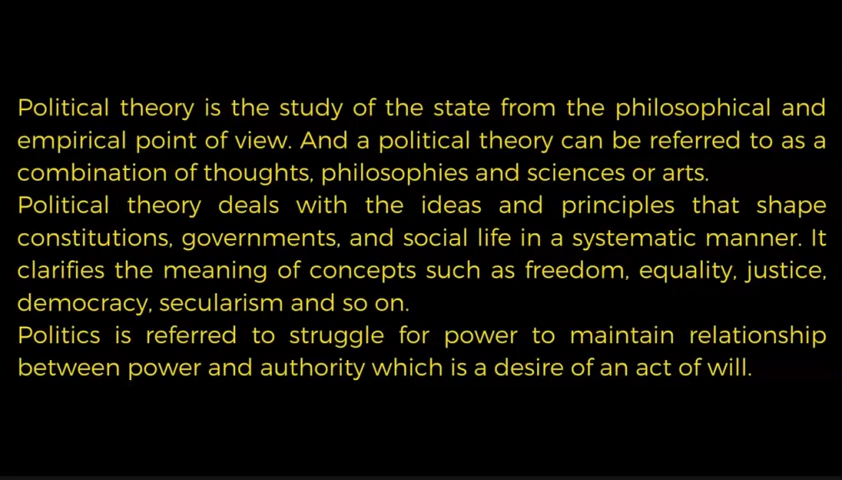 Political theory is the study of the state from the philosophical and
empirical point of view. And a political theory can be referred to as a
combination of thoughts, philosophies and sciences or arts.
Political theory deals with the ideas and principles that shape
constitutions, governments, and social life in a systematic manner. It
clarifies the meaning of concepts such as freedom, equality, justice,
democracy, secularism and so on.
Politics is referred to struggle for power to maintain relationship
between power and authority which is a desire of an act of will.